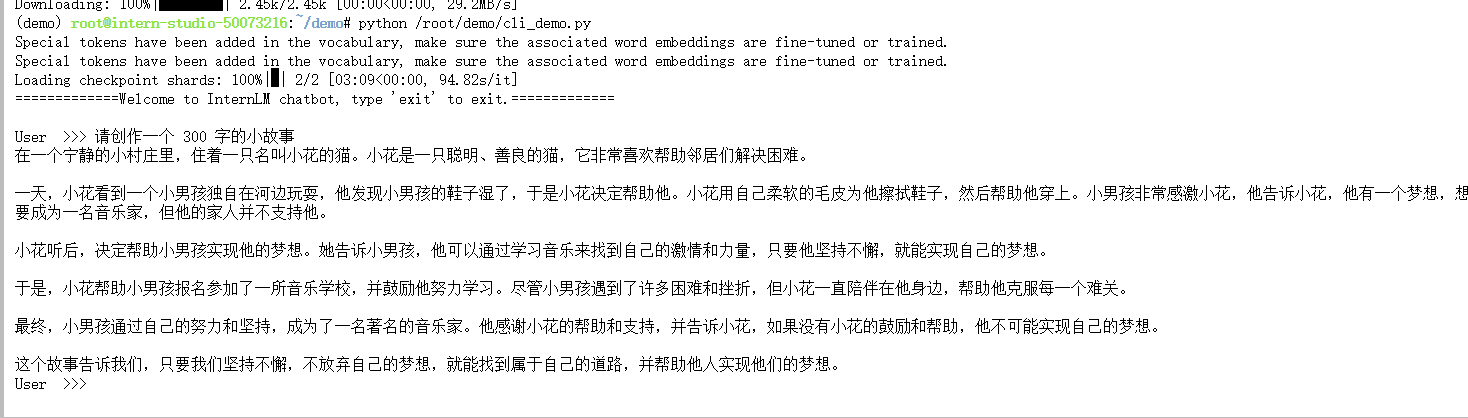 Downloading: 100%|██████████| 2.45k/2.45k [00:00<00:00, 29.2MB/s]
(demo) root@intern-studio-50073216:~/demo# python /root/demo/cli_demo.py
Special tokens have been added in the vocabulary, make sure the associated word embeddings are fine-tuned or trained.
Special tokens have been added in the vocabulary, make sure the associated word embeddings are fine-tuned or trained.
Loading checkpoint shards: 100%|█| 2/2 [03:09<00:00, 94.82s/it]
=============Welcome to InternLM chatbot, type 'exit' to exit.=============
User >>> 请创作一个 300 字的小故事
在一个宁静的小村庄里，住着一只名叫小花的猫。小花是一只聪明、善良的猫，它非常喜欢帮助邻居们解决困难。
一天，小花看到一个小男孩独自在河边玩耍，他发现小男孩的鞋子湿了，于是小花决定帮助他。小花用自己柔软的毛皮为他擦拭鞋子，然后帮助他穿上。小男孩非常感激小花，他告诉小花，他有一个梦想，想
要成为一名音乐家，但他的家人并不支持他。
小花听后，决定帮助小男孩实现他的梦想。她告诉小男孩，他可以通过学习音乐来找到自己的激情和力量，只要他坚持不懈，就能实现自己的梦想。
于是，小花帮助小男孩报名参加了一所音乐学校，并鼓励他努力学习。尽管小男孩遇到了许多困难和挫折，但小花一直陪伴在他身边，帮助他克服每一个难关。
最终，小男孩通过自己的努力和坚持，成为了一名著名的音乐家。他感谢小花的帮助和支持，并告诉小花，如果没有小花的鼓励和帮助，他不可能实现自己的梦想。
这个故事告诉我们，只要我们坚持不懈，不放弃自己的梦想，就能找到属于自己的道路，并帮助他人实现他们的梦想。
User >>>